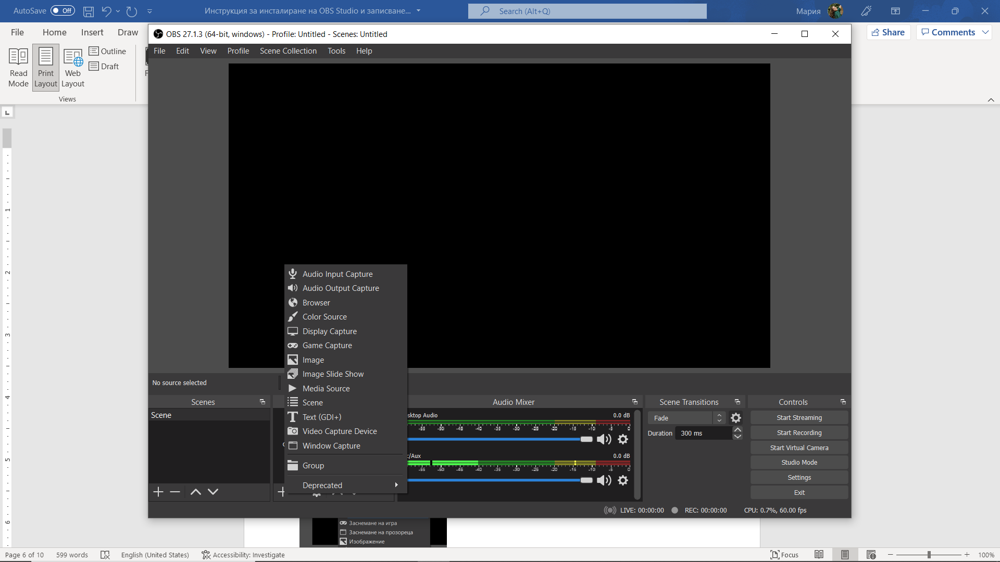 AutoSave Off
Инструкция за инсталиране на OBS Studio и записване...
Search (Alt+Q)
Мария
File Home Insert Draw
Share Comments
Read Mode
Print Layout
Web Layout
Outline
Draft
Views
OBS 27.1.3 (64-bit, windows) - Profile: Untitled - Scenes: Untitled
File Edit View Profile Scene Collection Tools Help
Audio Input Capture
Audio Output Capture
Browser
Color Source
Display Capture
Game Capture
Image
Image Slide Show
Media Source
Scene
Text (GDI+)
Video Capture Device
Window Capture
Group
Deprecated
No source selected
Scenes
Scene
Audio Mixer
sktop Audio 0.0 dB
-55 -50 -45 -40 -35 -30 -25 -20 -15 -10 -5 0
c/Aux 0.0 dB
-55 -50 -45 -40 -35 -30 -25 -20 -15 -10 -5 0
Scene Transitions
Fade
Duration 300 ms
Controls
Start Streaming
Start Recording
Start Virtual Camera
Studio Mode
Settings
Exit
LIVE: 00:00:00 REC: 00:00:00 CPU: 0.7%, 60.00 fps
1
2
3
4
5
6
Заснемане на игра
Заснемане на прозореца
Изображение
Page 6 of 10 599 words English (United States) Accessibility: Investigate Focus 100%